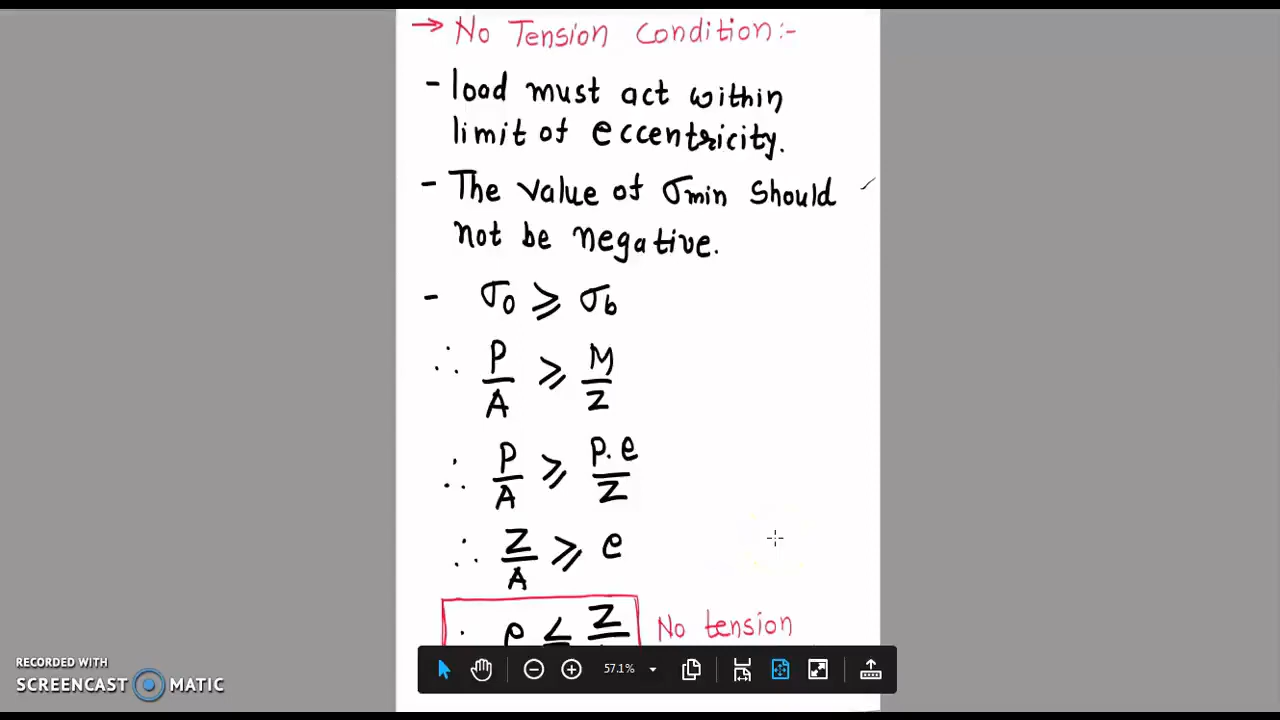 → No Tension Condition:-
- load must act within
limit of eccentricity.
- The value of σmin should
not be negative.
- σ0 ⩾ σb
∴ P/A ⩾ M/Z
∴ P/A ⩾ P.e/Z
∴ Z/A ⩾ e
∴ e ≤ Z/ No tension
57.1%
RECORDED WITH
SCREENCAST MATIC